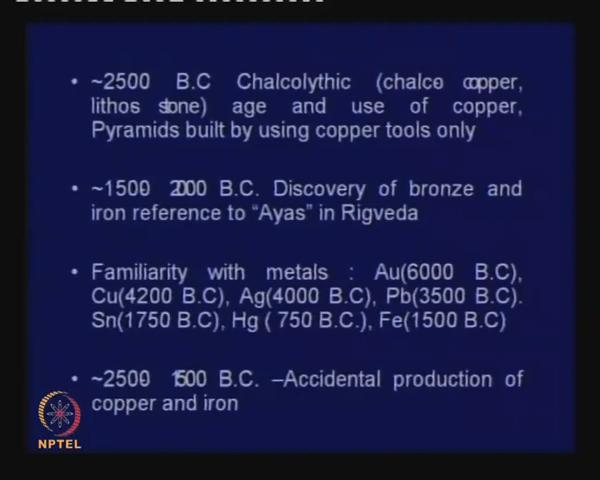 • ~2500 B.C Chalcolythic (chalco copper,
lithos stone) age and use of copper,
Pyramids built by using copper tools only
• ~1500 2000 B.C. Discovery of bronze and
iron reference to "Ayas" in Rigveda
• Familiarity with metals : Au(6000 B.C),
Cu(4200 B.C), Ag(4000 B.C), Pb(3500 B.C).
Sn(1750 B.C), Hg ( 750 B.C.), Fe(1500 B.C)
• ~2500 1500 B.C. –Accidental production of
copper and iron
NPTEL